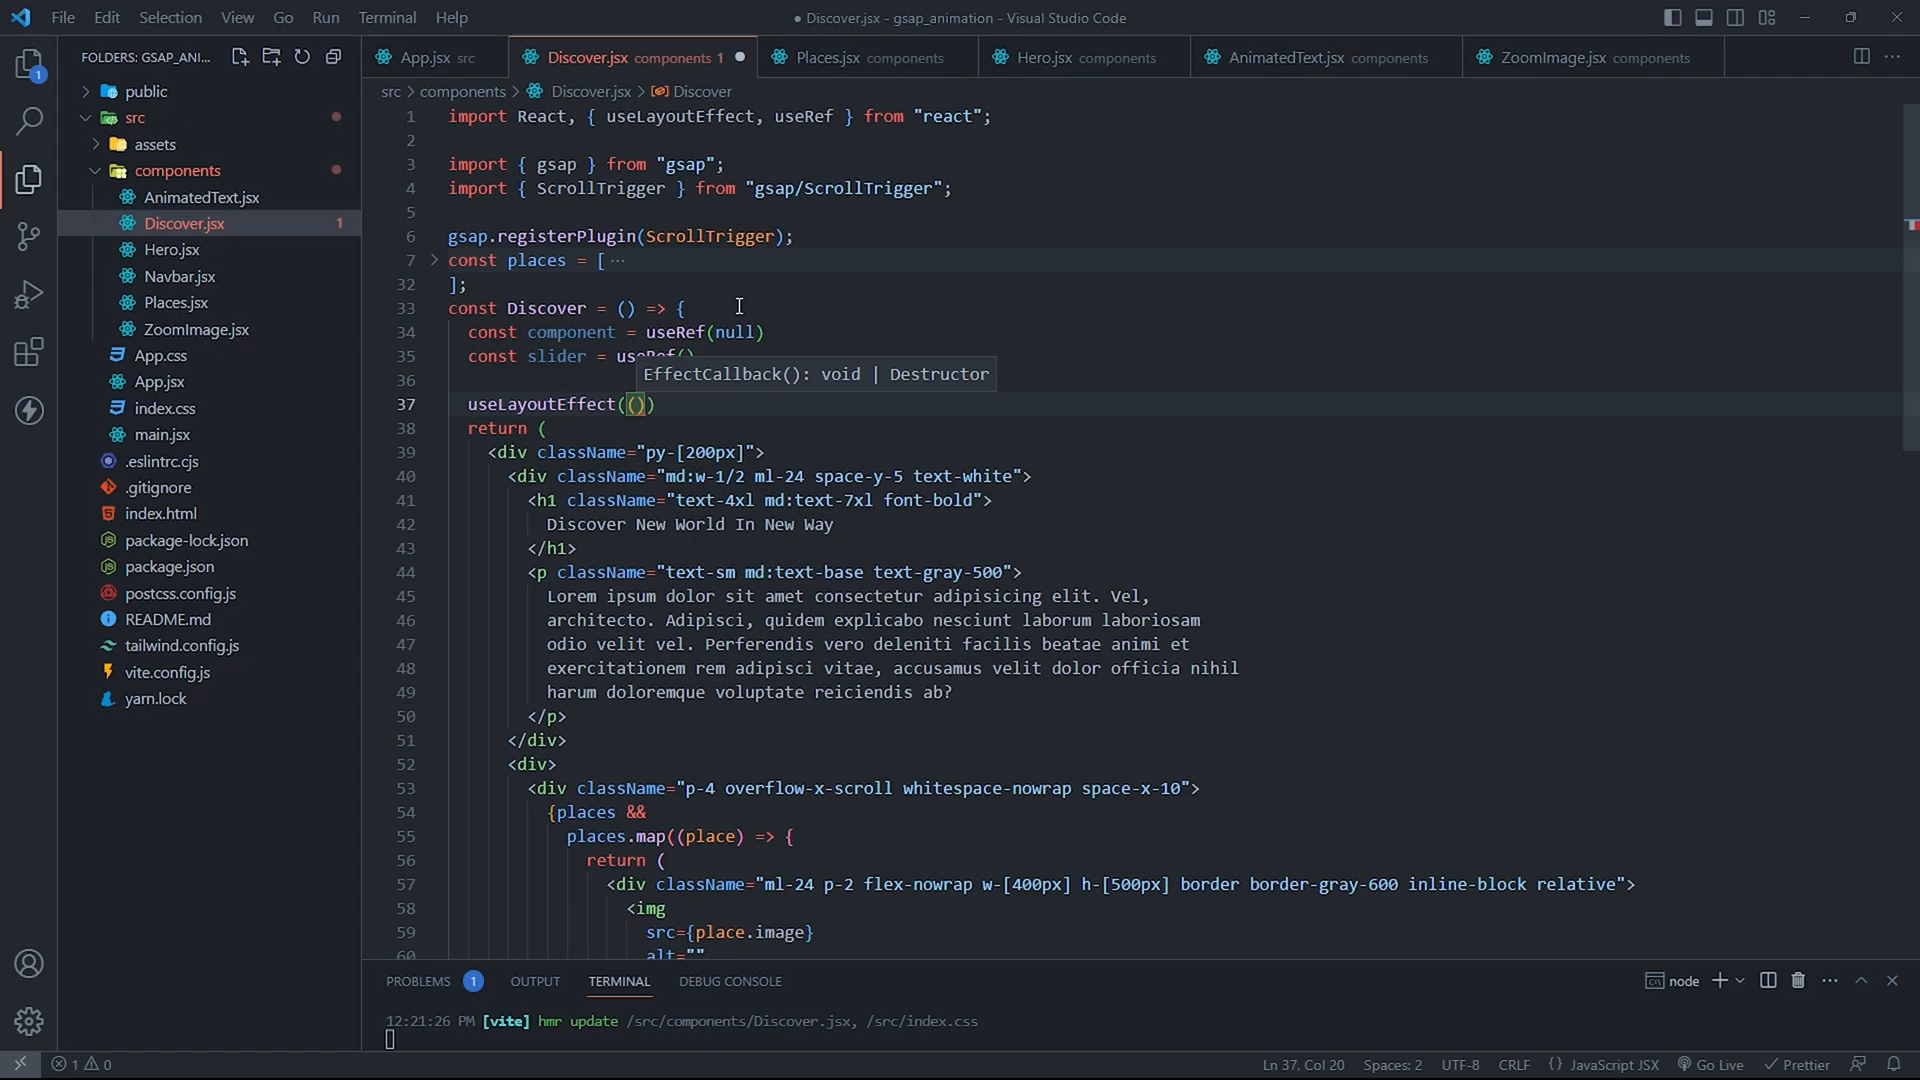 File Edit Selection View Go Run Terminal Help
● Discover.jsx - gsap_animation - Visual Studio Code
1
FOLDERS: GSAP_ANI...
public
src
assets
components
AnimatedText.jsx
Discover.jsx 1
Hero.jsx
Navbar.jsx
Places.jsx
ZoomImage.jsx
App.css
App.jsx
index.css
main.jsx
.eslintrc.cjs
.gitignore
index.html
package-lock.json
package.json
postcss.config.js
README.md
tailwind.config.js
vite.config.js
yarn.lock
App.jsx src
Discover.jsx components 1
Places.jsx components
Hero.jsx components
AnimatedText.jsx components
ZoomImage.jsx components
src > components > Discover.jsx > Discover
1 import React, { useLayoutEffect, useRef } from "react";
2
3 import { gsap } from "gsap";
4 import { ScrollTrigger } from "gsap/ScrollTrigger";
5
6 gsap.registerPlugin(ScrollTrigger);
7 const places = [ ...
32 ];
33 const Discover = () => {
34 const component = useRef(null)
35 const slider = useRef()
36
EffectCallback(): void | Destructor
37 useLayoutEffect(())
38 return (
39 <div className="py-[200px]">
40 <div className="md:w-1/2 ml-24 space-y-5 text-white">
41 <h1 className="text-4xl md:text-7xl font-bold">
42 Discover New World In New Way
43 </h1>
44 <p className="text-sm md:text-base text-gray-500">
45 Lorem ipsum dolor sit amet consectetur adipisicing elit. Vel,
46 architecto. Adipisci, quidem explicabo nesciunt laborum laboriosam
47 odio velit vel. Perferendis vero deleniti facilis beatae animi et
48 exercitationem rem adipisci vitae, accusamus velit dolor officia nihil
49 harum doloremque voluptate reiciendis ab?
50 </p>
51 </div>
52 <div>
53 <div className="p-4 overflow-x-scroll whitespace-nowrap space-x-10">
54 {places &&
55 places.map((place) => {
56 return (
57 <div className="ml-24 p-2 flex-nowrap w-[400px] h-[500px] border border-gray-600 inline-block relative">
58 <img
59 src={place.image}
60 alt=""
PROBLEMS 1 OUTPUT TERMINAL DEBUG CONSOLE
node
12:21:26 PM [vite] hmr update /src/components/Discover.jsx, /src/index.css
1 0
Ln 37, Col 20 Spaces: 2 UTF-8 CRLF {} JavaScript JSX Go Live Prettier